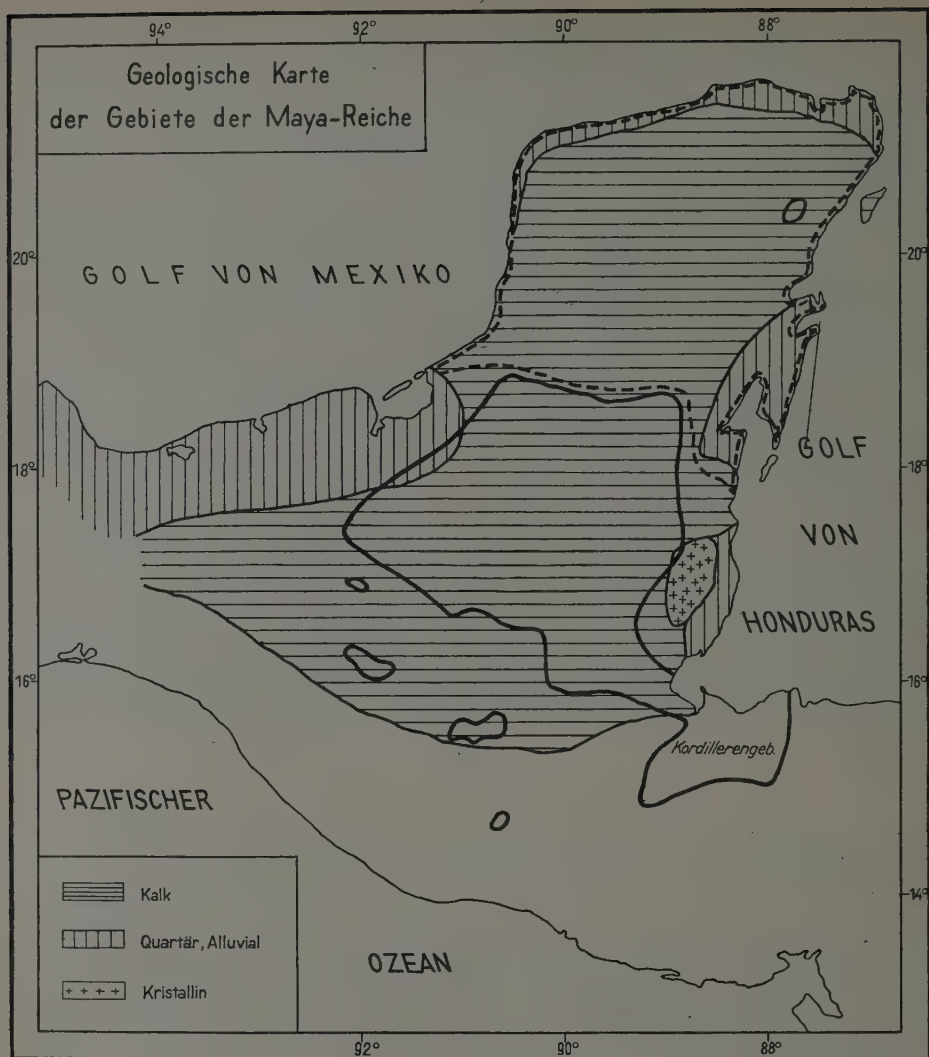 94° 92° 90° 88°
Geologische Karte
der Gebiete der Maya-Reiche
20° 20°
GOLF VON MEXIKO
18° GOLF 18°
VON
HONDURAS
16° 16°
Kordillerengeb.
PAZIFISCHER
14°
Kalk
Quartär, Alluvial
OZEAN
Kristallin
92° 90° 88°